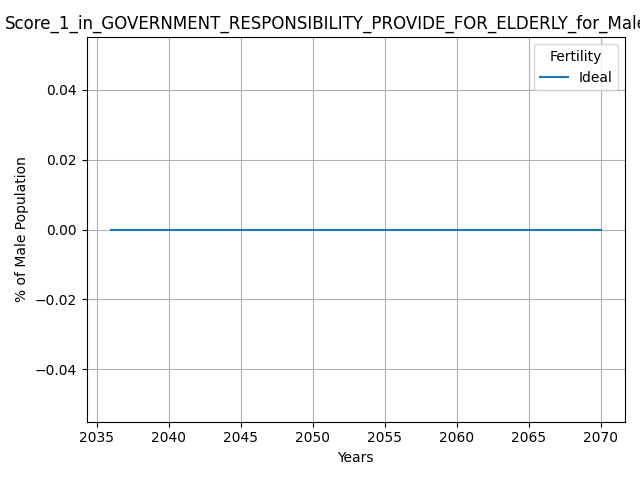 Score_1_in_GOVERNMENT_RESPONSIBILITY_PROVIDE_FOR_ELDERLY_for_Male
Fertility
Ideal
0.04
0.02
0.00
−0.02
−0.04
% of Male Population
2035 2040 2045 2050 2055 2060 2065 2070
Years